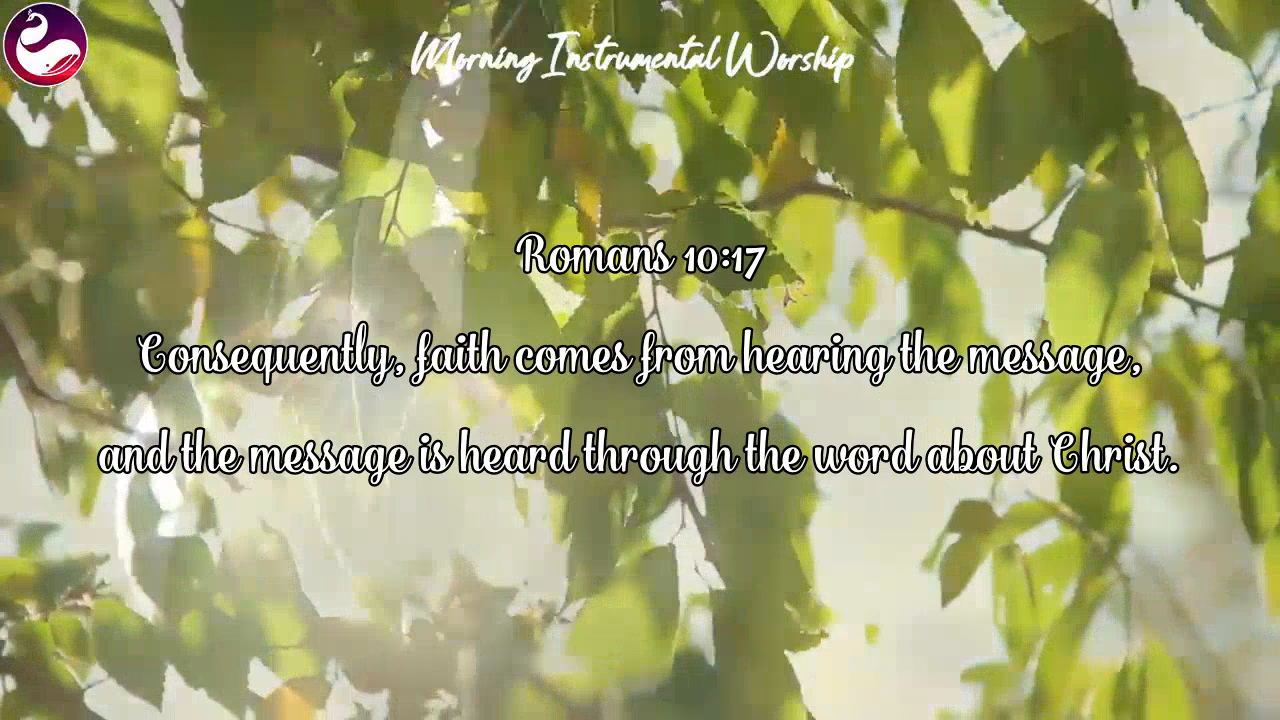 Morning Instrumental Worship
Romans 10:17
Consequently, faith comes from hearing the message,
and the message is heard through the word about Christ.